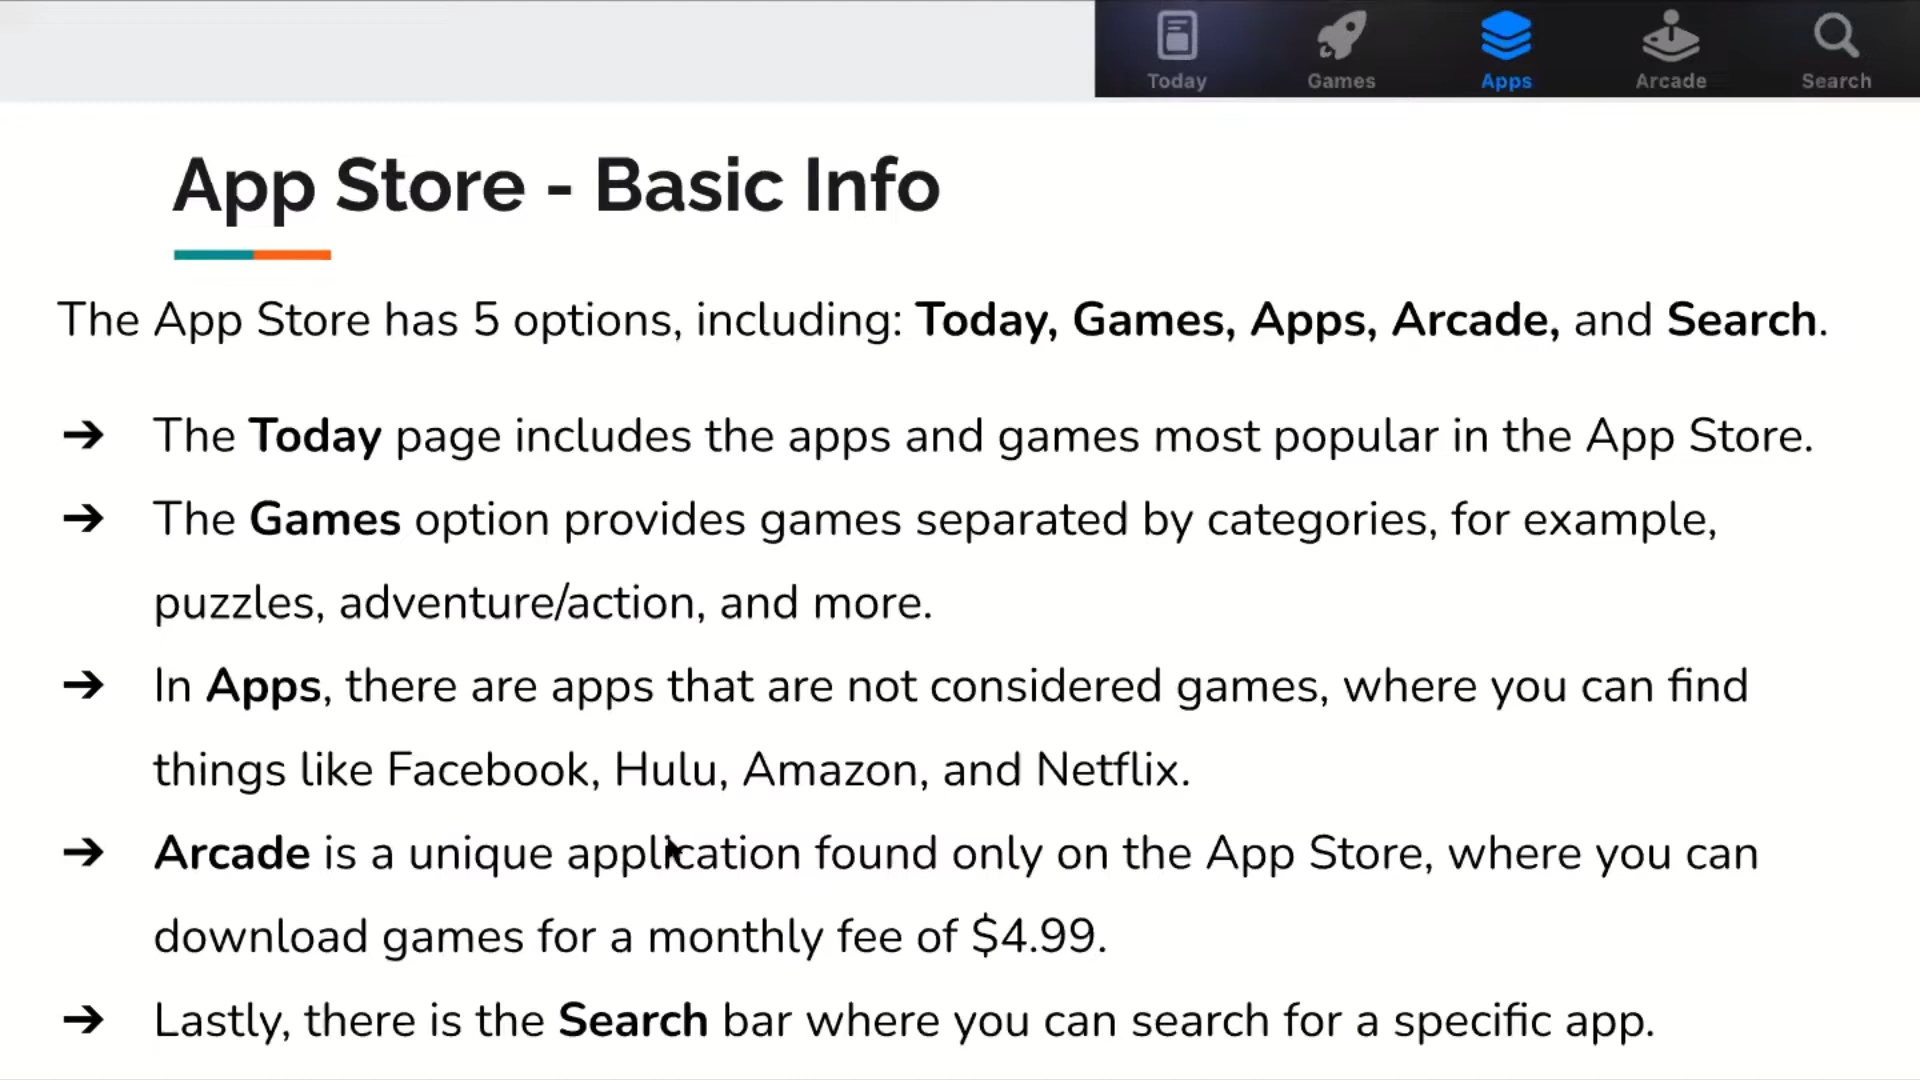 Today Games Apps Arcade Search
App Store - Basic Info
The App Store has 5 options, including: Today, Games, Apps, Arcade, and Search.
➔ The Today page includes the apps and games most popular in the App Store.
➔ The Games option provides games separated by categories, for example,
puzzles, adventure/action, and more.
➔ In Apps, there are apps that are not considered games, where you can find
things like Facebook, Hulu, Amazon, and Netflix.
➔ Arcade is a unique application found only on the App Store, where you can
download games for a monthly fee of $4.99.
➔ Lastly, there is the Search bar where you can search for a specific app.